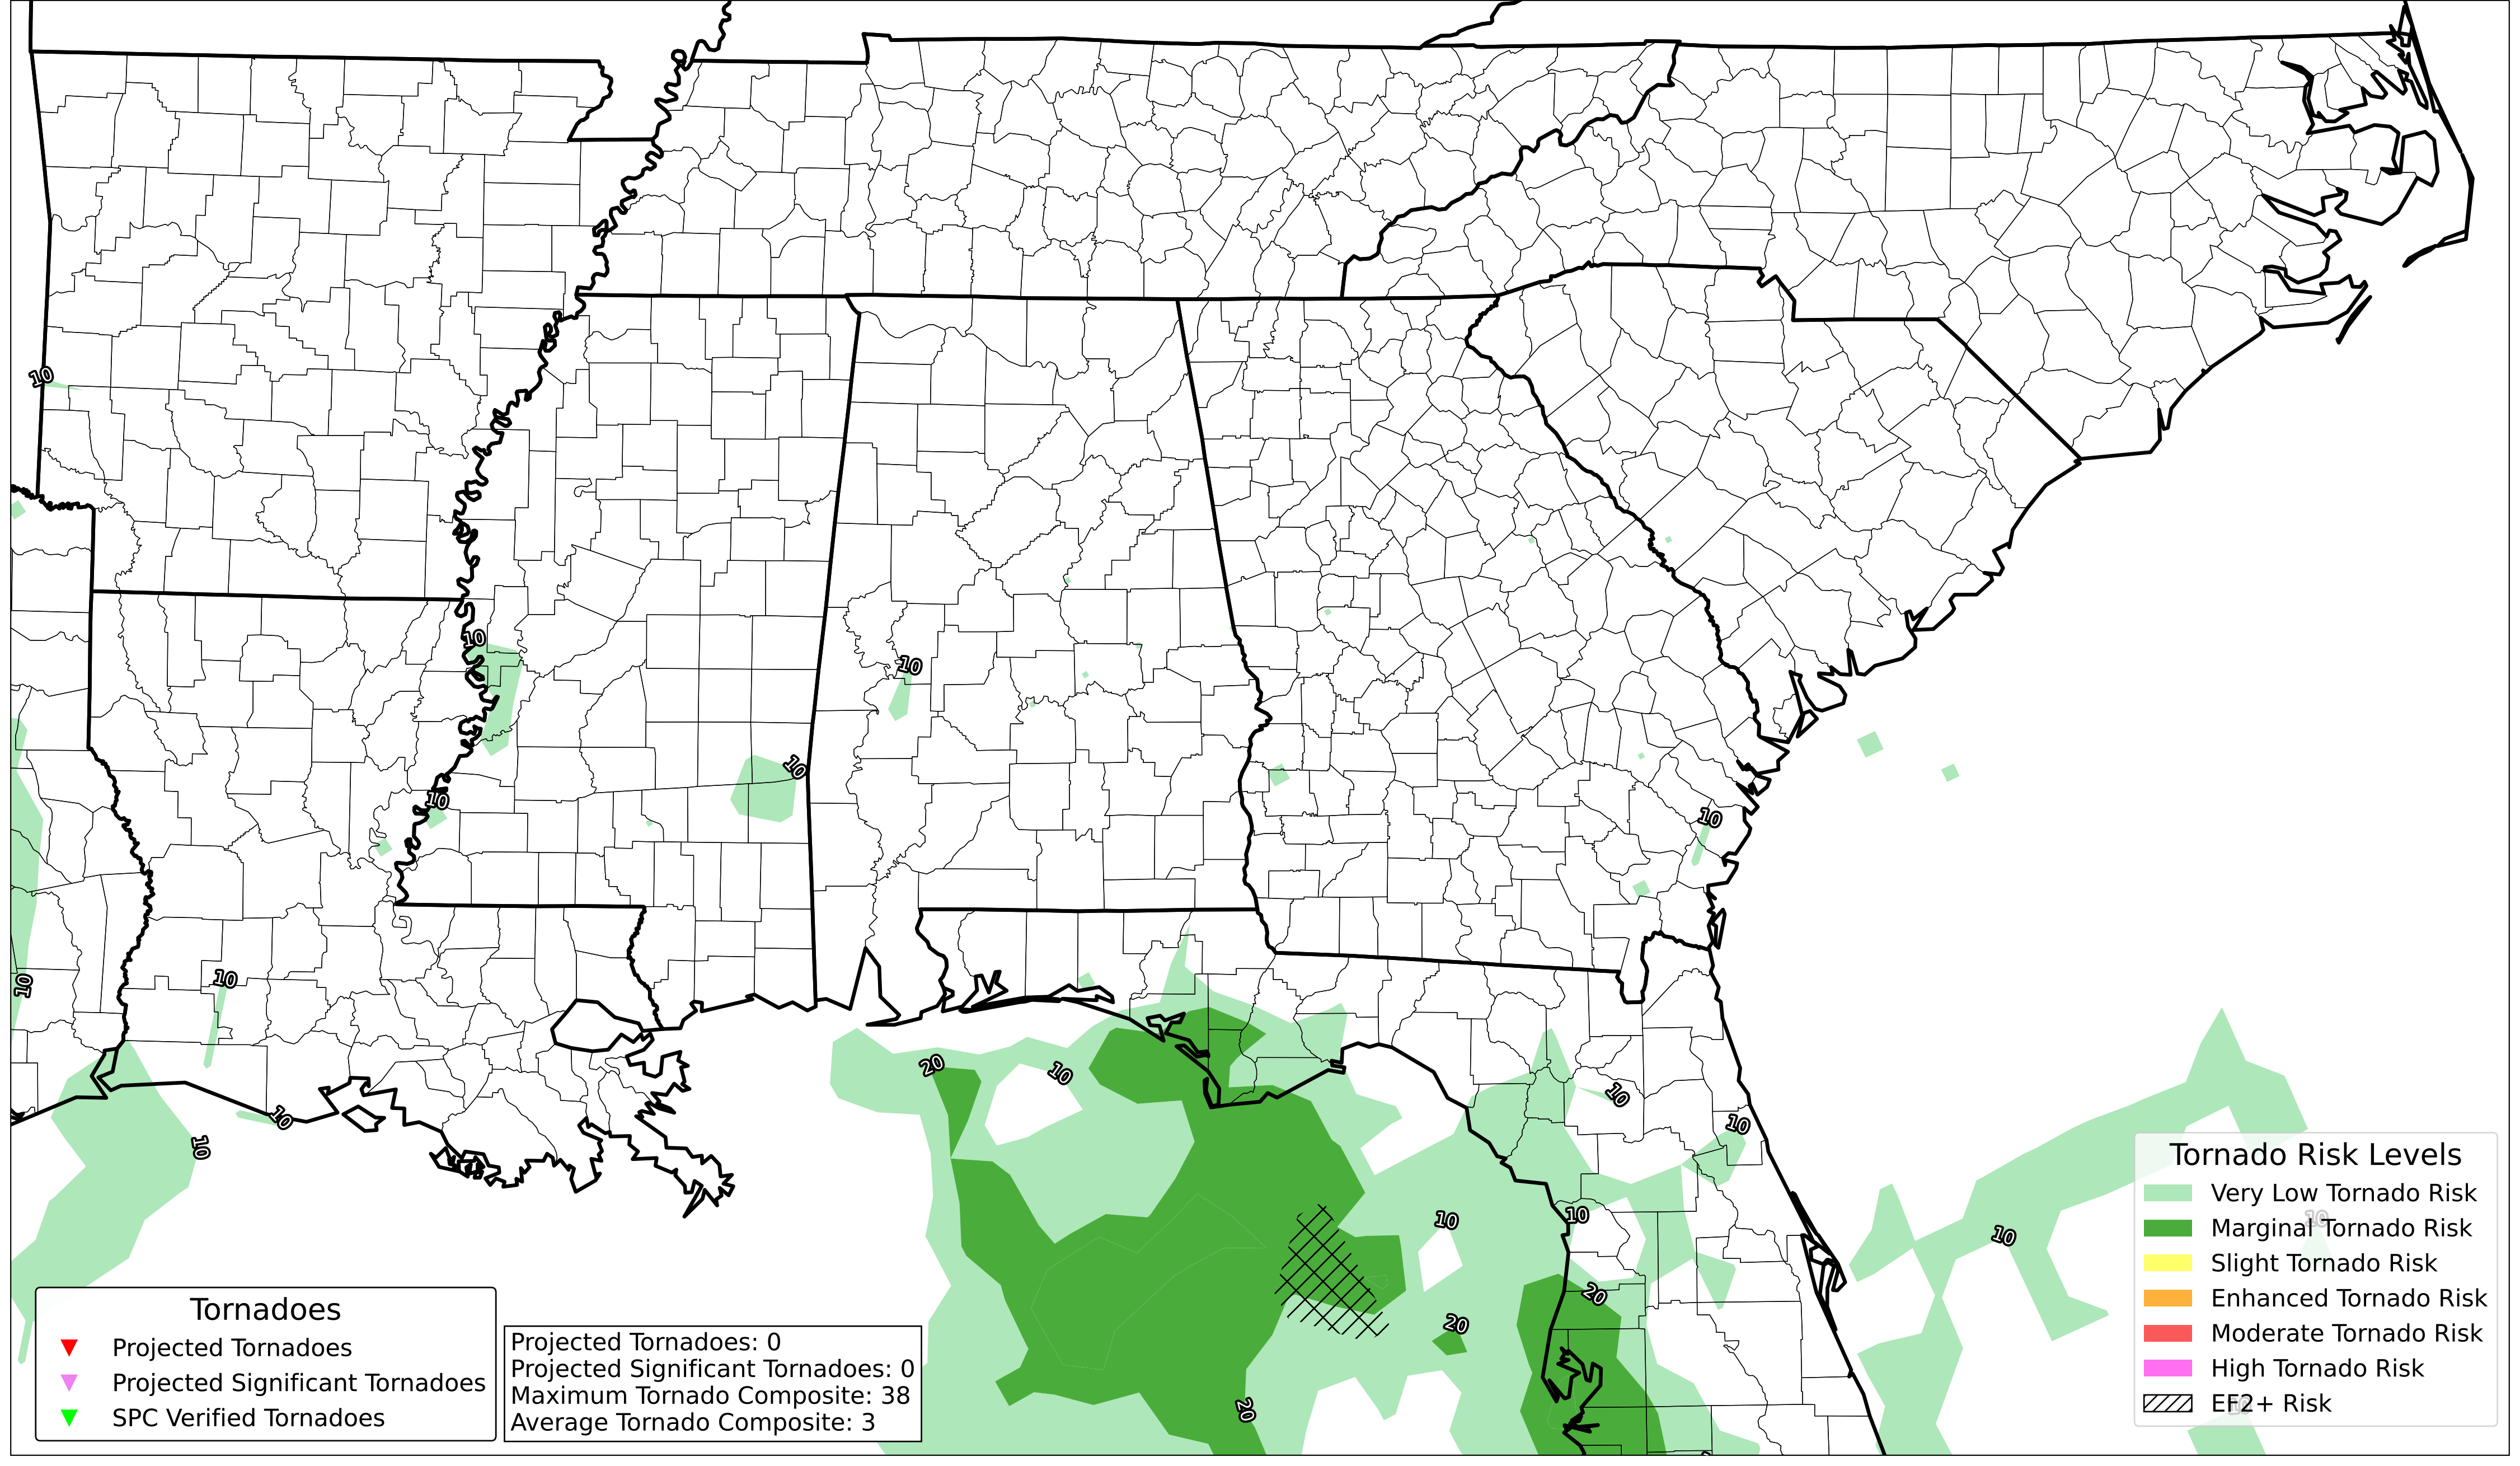 10
10
10
10
10
10
10
10
20
10
10
10
10
10
10
10
10
20
20
20
10
10
10
Tornado Risk Levels
Very Low Tornado Risk
Marginal Tornado Risk
Slight Tornado Risk
Enhanced Tornado Risk
Moderate Tornado Risk
High Tornado Risk
EF2+ Risk
Tornadoes
Projected Tornadoes
Projected Significant Tornadoes
SPC Verified Tornadoes
Projected Tornadoes: 0
Projected Significant Tornadoes: 0
Maximum Tornado Composite: 38
Average Tornado Composite: 3